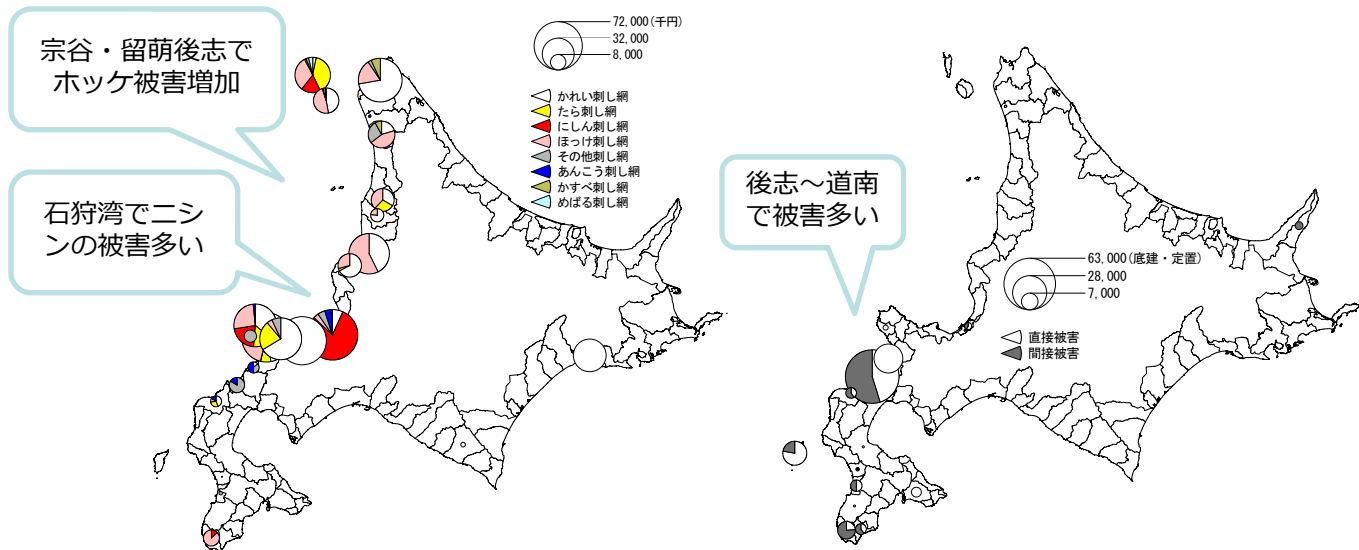 宗谷・留萌後志で
ホッケ被害増加
石狩湾でニシ
ンの被害多い
72,000(千円)
32,000
8,000
かれい刺し網
たら刺し網
にしん刺し網
ほっけ刺し網
その他刺し網
あんこう刺し網
かすべ刺し網
めばる刺し網
後志～道南
で被害多い
63,000(底建・定置)
28,000
7,000
直接被害
間接被害